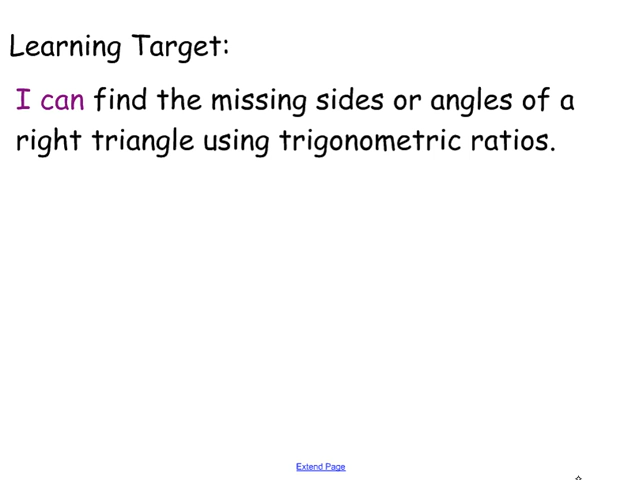 Learning Target:
I can find the missing sides or angles of a
right triangle using trigonometric ratios.
Extend Page